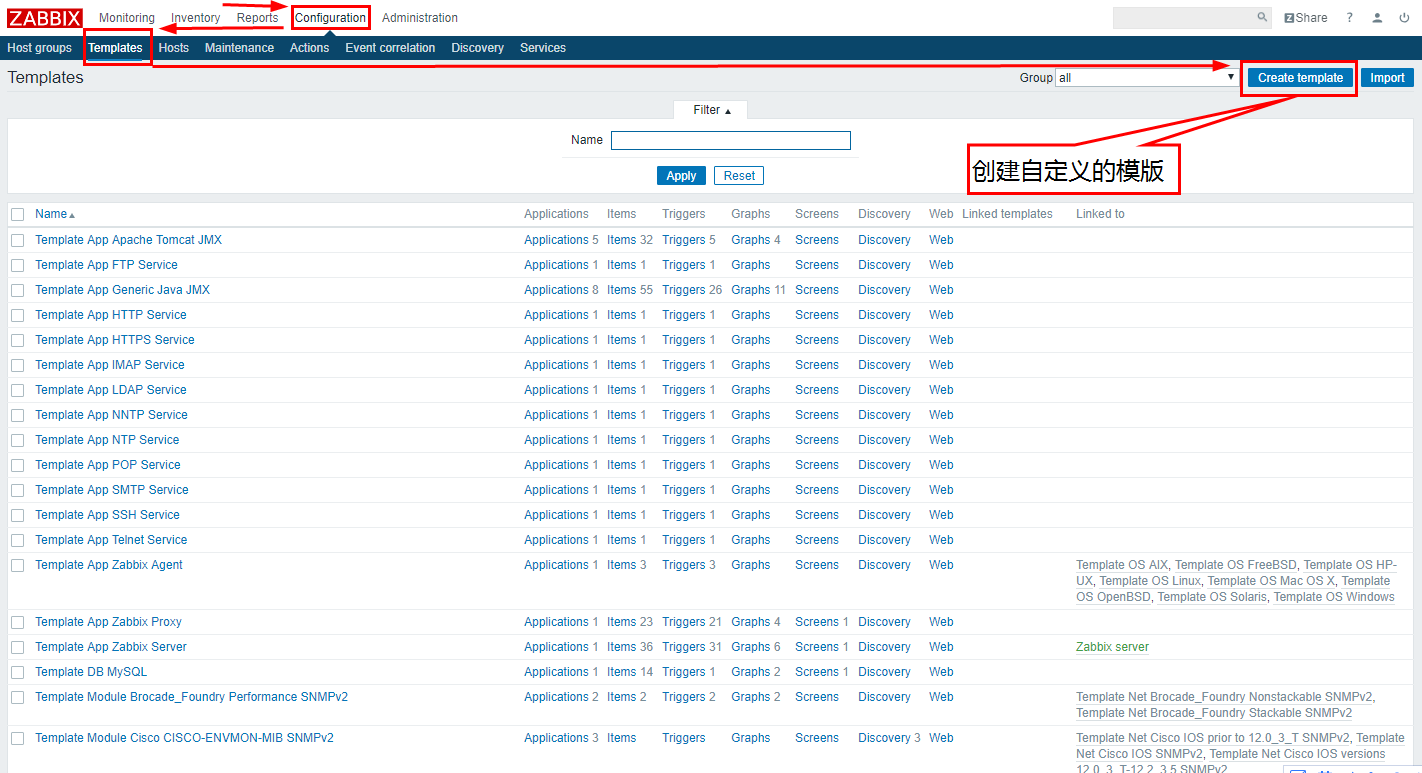 ZABBIX Monitoring Inventory Reports Configuration Administration Share ?
Host groups Templates Hosts Maintenance Actions Event correlation Discovery Services
Templates Group all Create template Import
Filter
Name
创建自定义的模版
Apply Reset
Name Applications Items Triggers Graphs Screens Discovery Web Linked templates Linked to
Template App Apache Tomcat JMX Applications 5 Items 32 Triggers 5 Graphs 4 Screens Discovery Web
Template App FTP Service Applications 1 Items 1 Triggers 1 Graphs Screens Discovery Web
Template App Generic Java JMX Applications 8 Items 55 Triggers 26 Graphs 11 Screens Discovery Web
Template App HTTP Service Applications 1 Items 1 Triggers 1 Graphs Screens Discovery Web
Template App HTTPS Service Applications 1 Items 1 Triggers 1 Graphs Screens Discovery Web
Template App IMAP Service Applications 1 Items 1 Triggers 1 Graphs Screens Discovery Web
Template App LDAP Service Applications 1 Items 1 Triggers 1 Graphs Screens Discovery Web
Template App NNTP Service Applications 1 Items 1 Triggers 1 Graphs Screens Discovery Web
Template App NTP Service Applications 1 Items 1 Triggers 1 Graphs Screens Discovery Web
Template App POP Service Applications 1 Items 1 Triggers 1 Graphs Screens Discovery Web
Template App SMTP Service Applications 1 Items 1 Triggers 1 Graphs Screens Discovery Web
Template App SSH Service Applications 1 Items 1 Triggers 1 Graphs Screens Discovery Web
Template App Telnet Service Applications 1 Items 1 Triggers 1 Graphs Screens Discovery Web
Template App Zabbix Agent Applications 1 Items 3 Triggers 3 Graphs Screens Discovery Web Template OS AIX, Template OS FreeBSD, Template OS HP-
UX, Template OS Linux, Template OS Mac OS X, Template
OS OpenBSD, Template OS Solaris, Template OS Windows
Template App Zabbix Proxy Applications 1 Items 23 Triggers 21 Graphs 4 Screens 1 Discovery Web
Template App Zabbix Server Applications 1 Items 36 Triggers 31 Graphs 6 Screens 1 Discovery Web Zabbix server
Template DB MySQL Applications 1 Items 14 Triggers 1 Graphs 2 Screens 1 Discovery Web
Template Module Brocade_Foundry Performance SNMPv2 Applications 2 Items 2 Triggers 2 Graphs 2 Screens Discovery Web Template Net Brocade_Foundry Nonstackable SNMPv2,
Template Net Brocade_Foundry Stackable SNMPv2
Template Module Cisco CISCO-ENVMON-MIB SNMPv2 Applications 3 Items Triggers Graphs Screens Discovery 3 Web Template Net Cisco IOS prior to 12.0_3_T SNMPv2, Template
Net Cisco IOS SNMPv2, Template Net Cisco IOS versions
12.0_3_T-12.2_3.5 SNMPv2